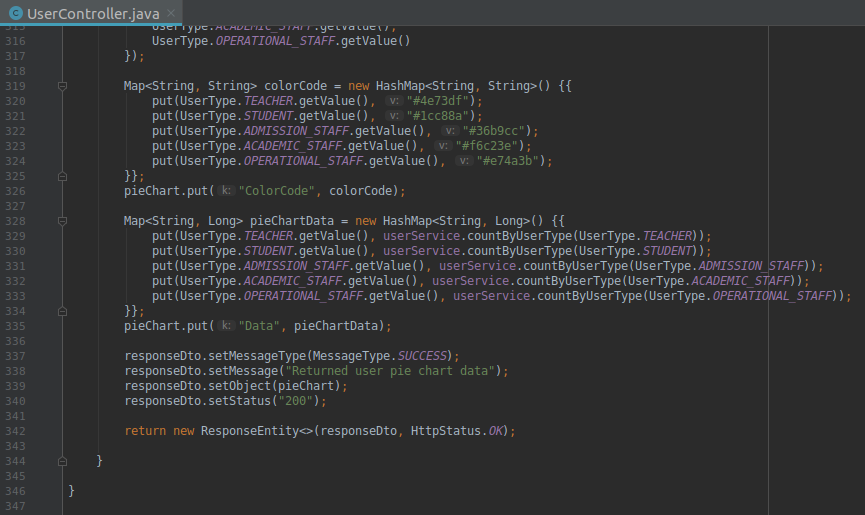 UserController.java ×
315 UserType.ACADEMIC_STAFF.getValue(),
316 UserType.OPERATIONAL_STAFF.getValue()
317 });
318
319 Map<String, String> colorCode = new HashMap<String, String>() {{
320 put(UserType.TEACHER.getValue(), v: "#4e73df");
321 put(UserType.STUDENT.getValue(), v: "#1cc88a");
322 put(UserType.ADMISSION_STAFF.getValue(), v: "#36b9cc");
323 put(UserType.ACADEMIC_STAFF.getValue(), v: "#f6c23e");
324 put(UserType.OPERATIONAL_STAFF.getValue(), v: "#e74a3b");
325 }};
326 pieChart.put( k: "ColorCode", colorCode);
327
328 Map<String, Long> pieChartData = new HashMap<String, Long>() {{
329 put(UserType.TEACHER.getValue(), userService.countByUserType(UserType.TEACHER));
330 put(UserType.STUDENT.getValue(), userService.countByUserType(UserType.STUDENT));
331 put(UserType.ADMISSION_STAFF.getValue(), userService.countByUserType(UserType.ADMISSION_STAFF));
332 put(UserType.ACADEMIC_STAFF.getValue(), userService.countByUserType(UserType.ACADEMIC_STAFF));
333 put(UserType.OPERATIONAL_STAFF.getValue(), userService.countByUserType(UserType.OPERATIONAL_STAFF));
334 }};
335 pieChart.put( k: "Data", pieChartData);
336
337 responseDto.setMessageType(MessageType.SUCCESS);
338 responseDto.setMessage("Returned user pie chart data");
339 responseDto.setObject(pieChart);
340 responseDto.setStatus("200");
341
342 return new ResponseEntity<>(responseDto, HttpStatus.OK);
343
344 }
345
346 }
347